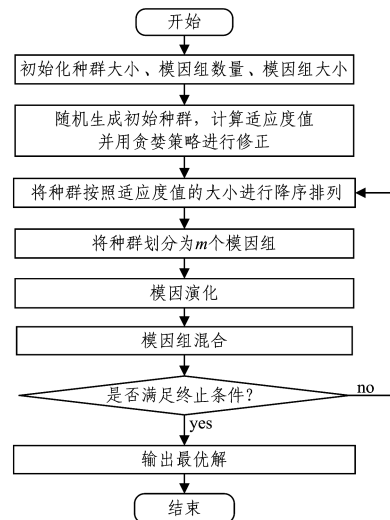 开始
初始化种群大小、模因组数量、模因组大小
随机生成初始种群，计算适应度值
并用贪婪策略进行修正
将种群按照适应度值的大小进行降序排列
将种群划分为m个模因组
模因演化
模因组混合
是否满足终止条件?
no
yes
输出最优解
结束